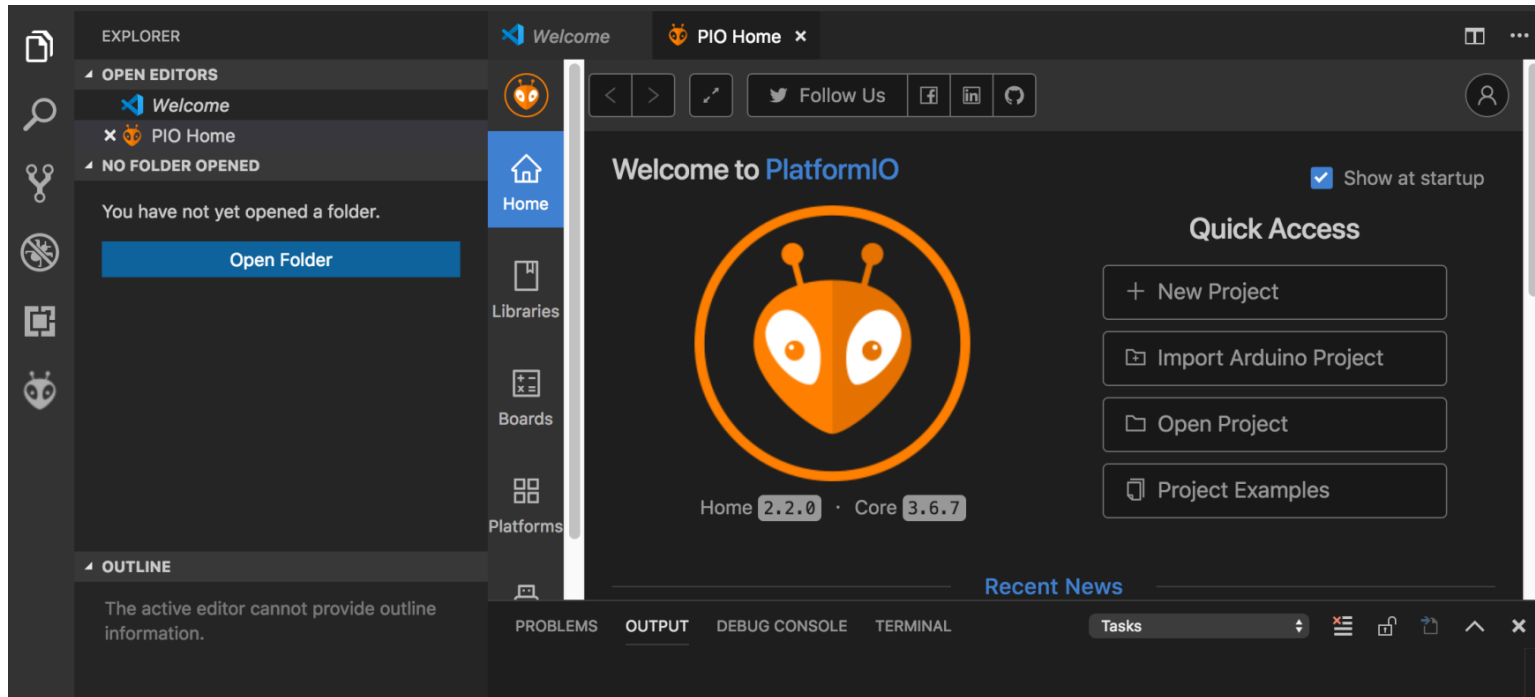 EXPLORER
OPEN EDITORS
Welcome
PIO Home
NO FOLDER OPENED
You have not yet opened a folder.
Open Folder
OUTLINE
The active editor cannot provide outline
information.
Welcome
PIO Home
Home
Libraries
Boards
Platforms
Follow Us
Welcome to PlatformIO
Show at startup
Home 2.2.0 · Core 3.6.7
Quick Access
New Project
Import Arduino Project
Open Project
Project Examples
Recent News
PROBLEMS OUTPUT DEBUG CONSOLE TERMINAL Tasks